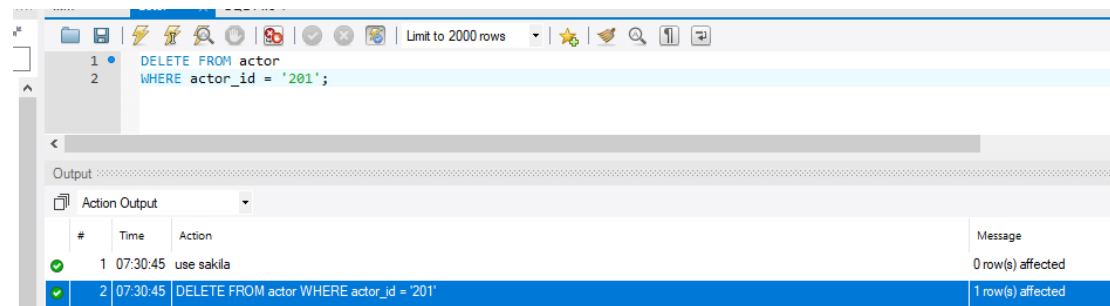 Limit to 2000 rows
1 DELETE FROM actor
2 WHERE actor_id = '201';
Output
Action Output
# Time Action Message
1 07:30:45 use sakila 0 row(s) affected
2 07:30:45 DELETE FROM actor WHERE actor_id = '201' 1 row(s) affected